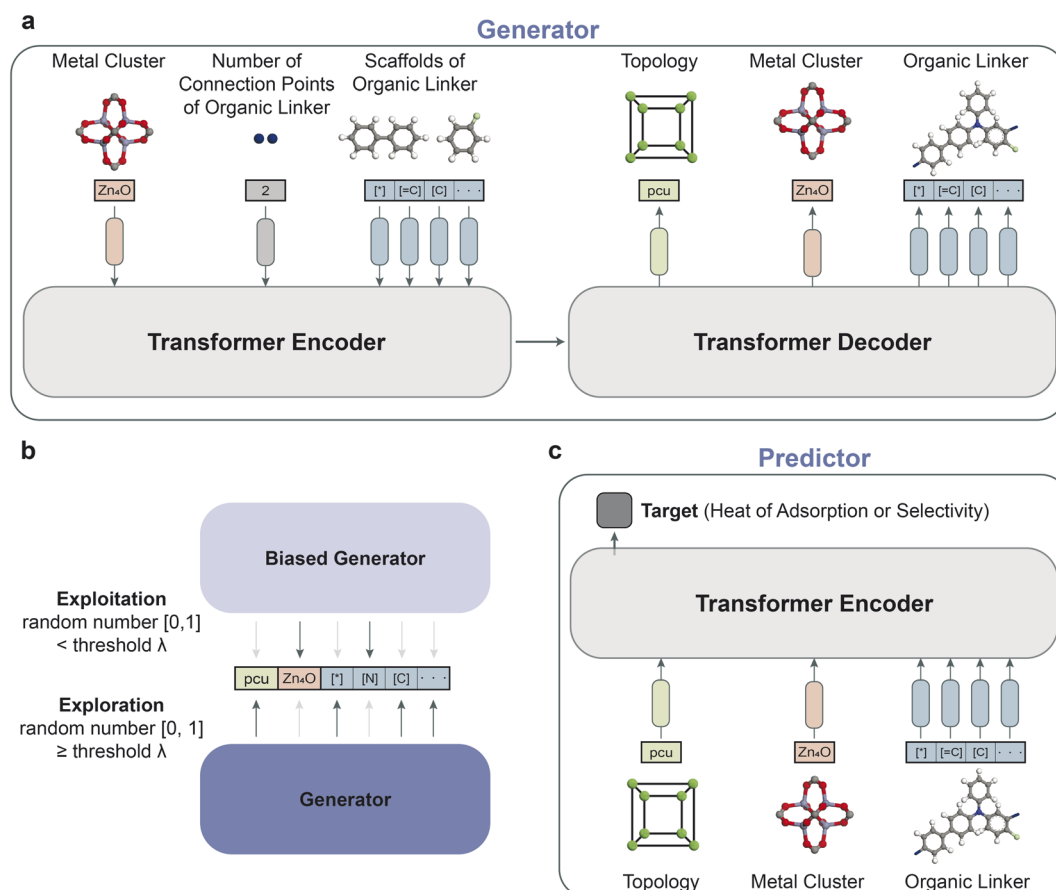 a
Generator
Metal Cluster
Number of
Connection Points
of Organic Linker
Scaffolds of
Organic Linker
Topology
Metal Cluster
Organic Linker
Zn₄O
2
[*] [=C] [C] · · ·
pcu
Zn₄O
[*] [=C] [C] · · ·
Transformer Encoder
Transformer Decoder
b
Biased Generator
Exploitation
random number [0,1]
< threshold λ
pcu Zn₄O [*] [N] [C] · · ·
Exploration
random number [0, 1]
≥ threshold λ
Generator
c
Predictor
Target (Heat of Adsorption or Selectivity)
Transformer Encoder
pcu
Zn₄O
[*] [=C] [C] · · ·
Topology
Metal Cluster
Organic Linker